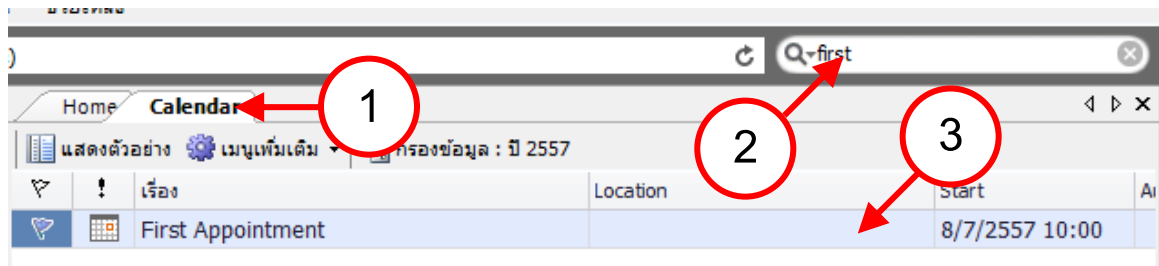 )
first
Home Calendar
1
2
3
แสดงตัวอย่าง เมนูเพิ่มเติม กรองข้อมูล : ปี 2557
! เรื่อง Location Start
First Appointment 8/7/2557 10:00